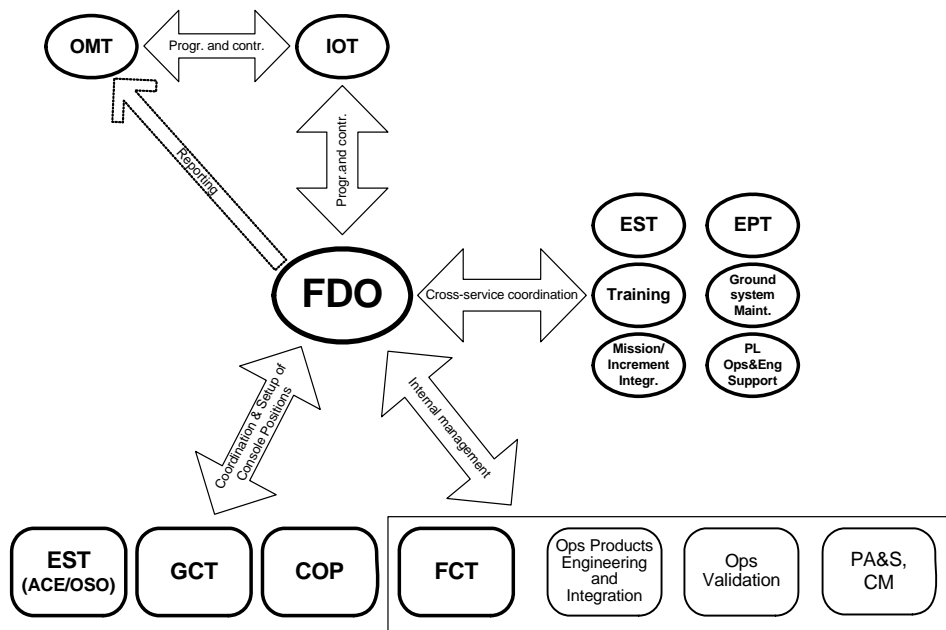 OMT
Progr. and contr.
IOT
Reporting
Progr.and contr.
EST
EPT
FDO
Cross-service coordination
Training
Ground
system
Maint.
Mission/
Increment
Integr.
PL
Ops&Eng
Support
Coordination & Setup of
Console Positions
Internal management
EST
(ACE/OSO)
GCT
COP
FCT
Ops Products
Engineering
and
Integration
Ops
Validation
PA&S,
CM